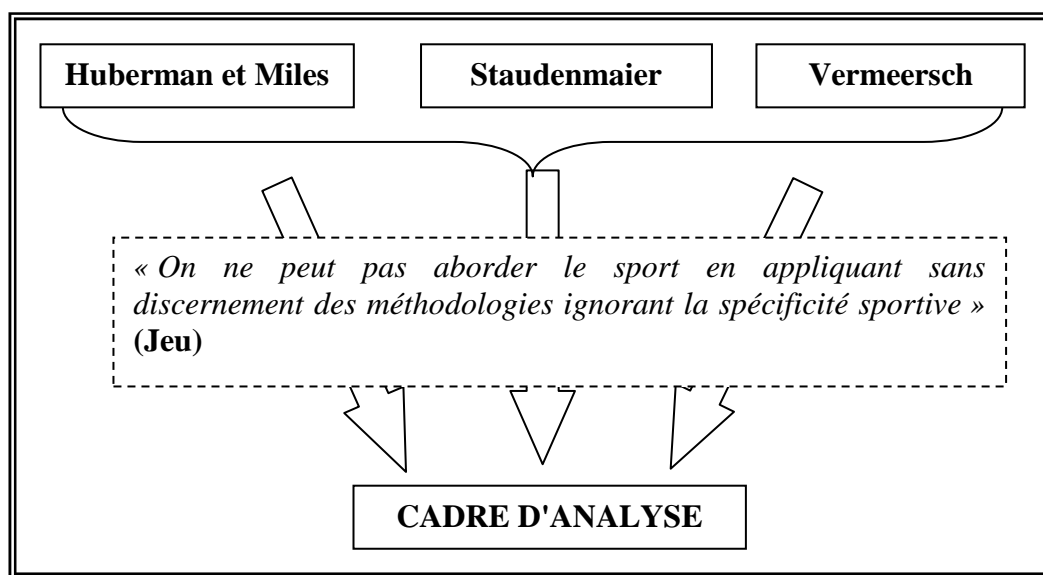 Huberman et Miles
Staudenmaier
Vermeersch
« On ne peut pas aborder le sport en appliquant sans
discernement des méthodologies ignorant la spécificité sportive »
(Jeu)
CADRE D'ANALYSE